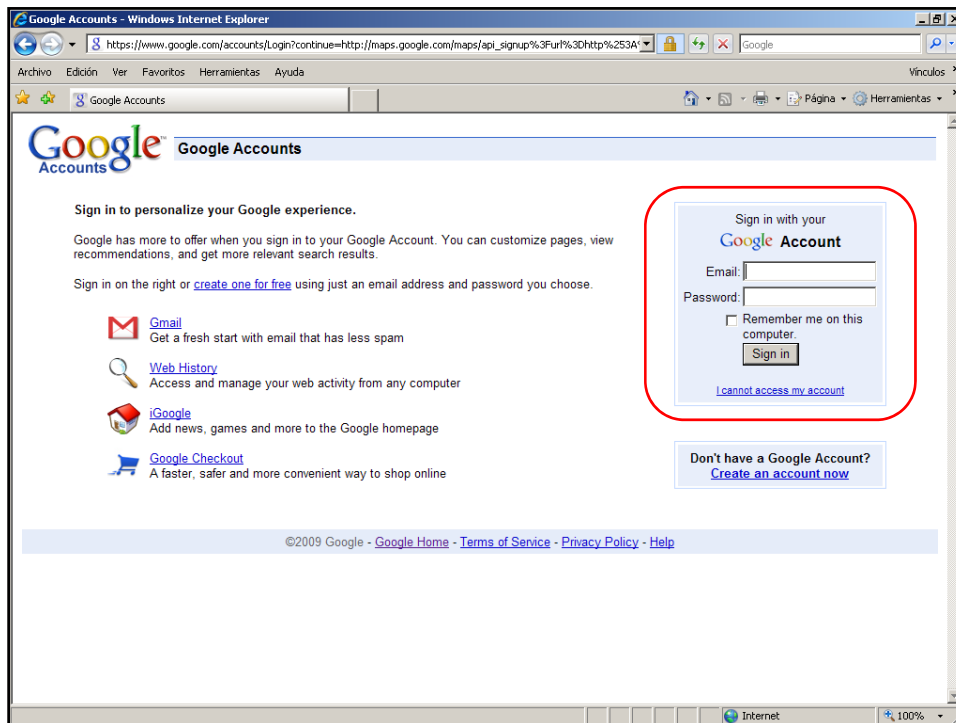 Google Accounts - Windows Internet Explorer
https://www.google.com/accounts/Login?continue=http://maps.google.com/maps/api_signup%3Furl%3Dhttp%253A%
Google
Archivo Edición Ver Favoritos Herramientas Ayuda
Vínculos
Google Accounts
Página Herramientas
Google™
Accounts
Google Accounts
Sign in to personalize your Google experience.
Google has more to offer when you sign in to your Google Account. You can customize pages, view
recommendations, and get more relevant search results.
Sign in on the right or create one for free using just an email address and password you choose.
Gmail
Get a fresh start with email that has less spam
Web History
Access and manage your web activity from any computer
iGoogle
Add news, games and more to the Google homepage
Google Checkout
A faster, safer and more convenient way to shop online
Sign in with your
Google Account
Email:
Password:
Remember me on this
computer.
Sign in
I cannot access my account
Don't have a Google Account?
Create an account now
©2009 Google - Google Home - Terms of Service - Privacy Policy - Help
Internet
100%